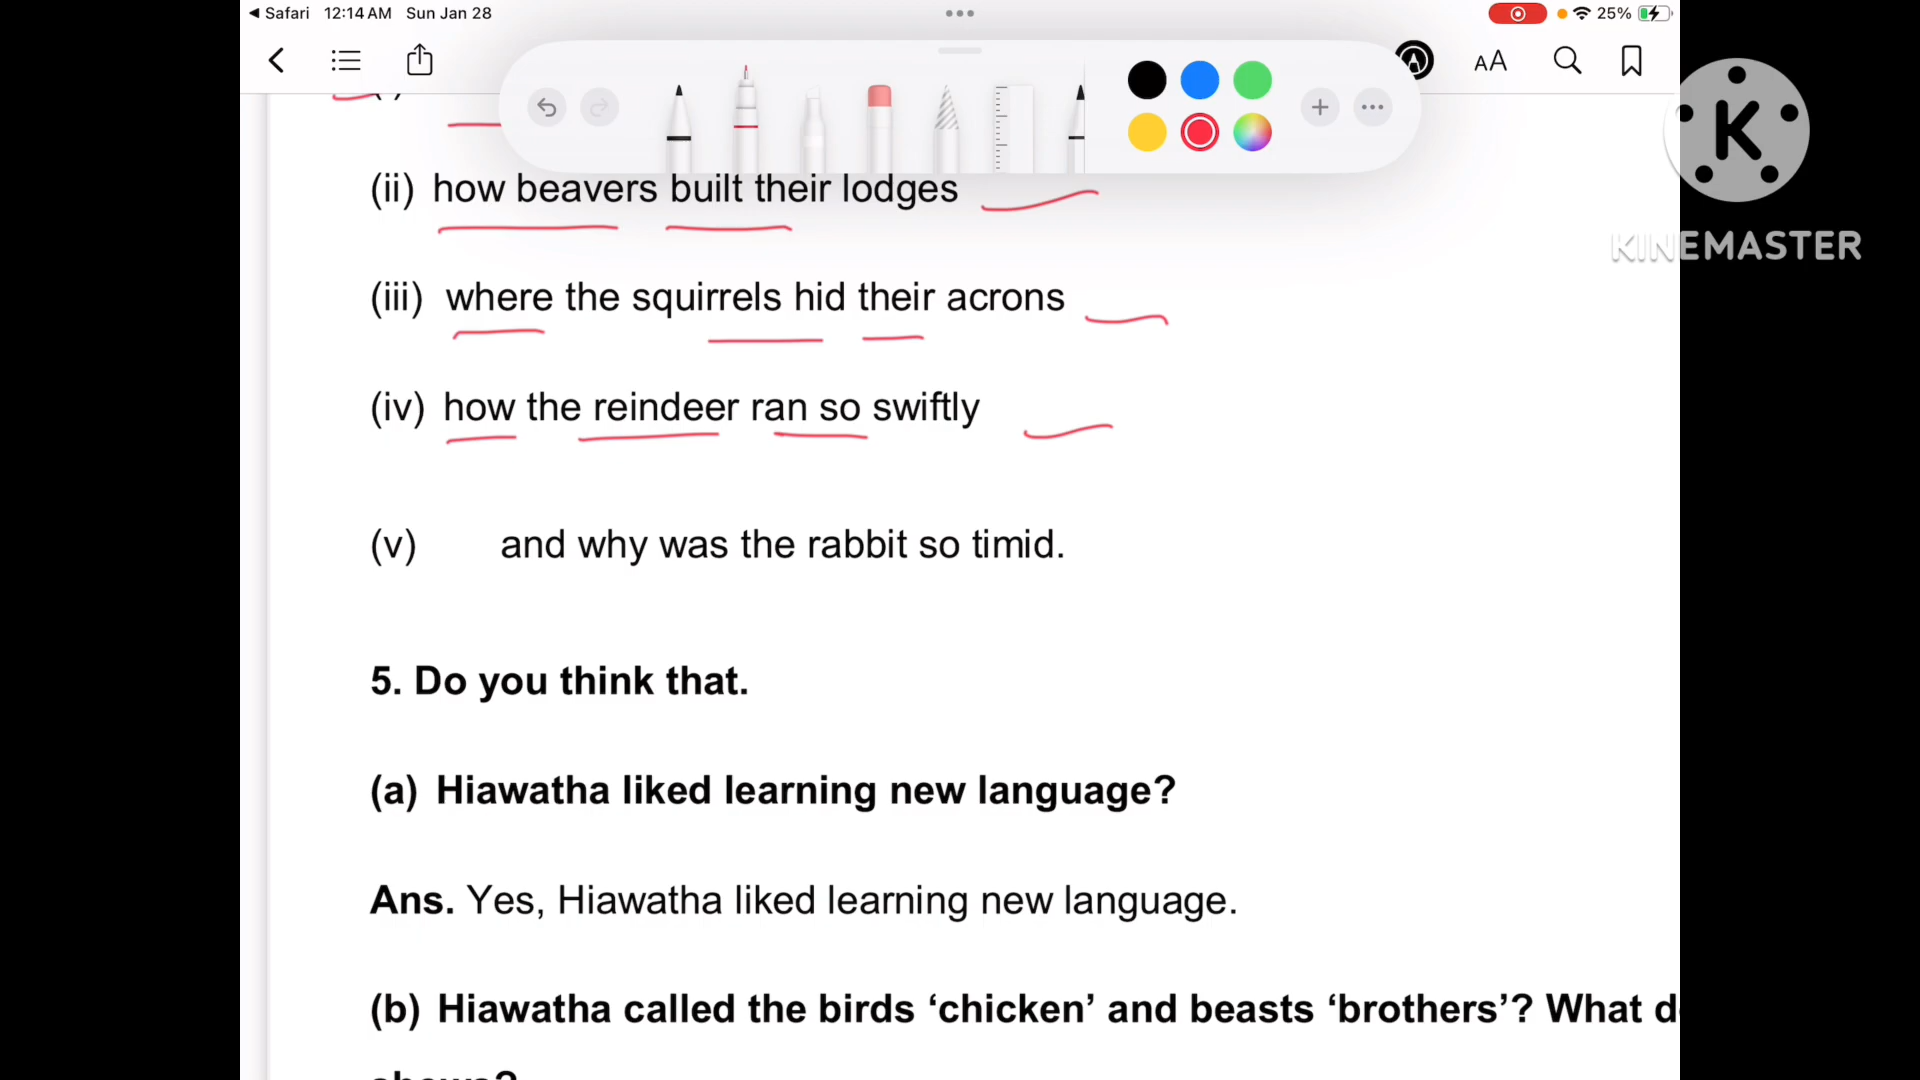 Safari 12:14 AM Sun Jan 28
25%
AA
K
KINEMASTER
(ii) how beavers built their lodges
(iii) where the squirrels hid their acrons
(iv) how the reindeer ran so swiftly
(v) and why was the rabbit so timid.
5. Do you think that.
(a) Hiawatha liked learning new language?
Ans. Yes, Hiawatha liked learning new language.
(b) Hiawatha called the birds ‘chicken’ and beasts ‘brothers’? What d